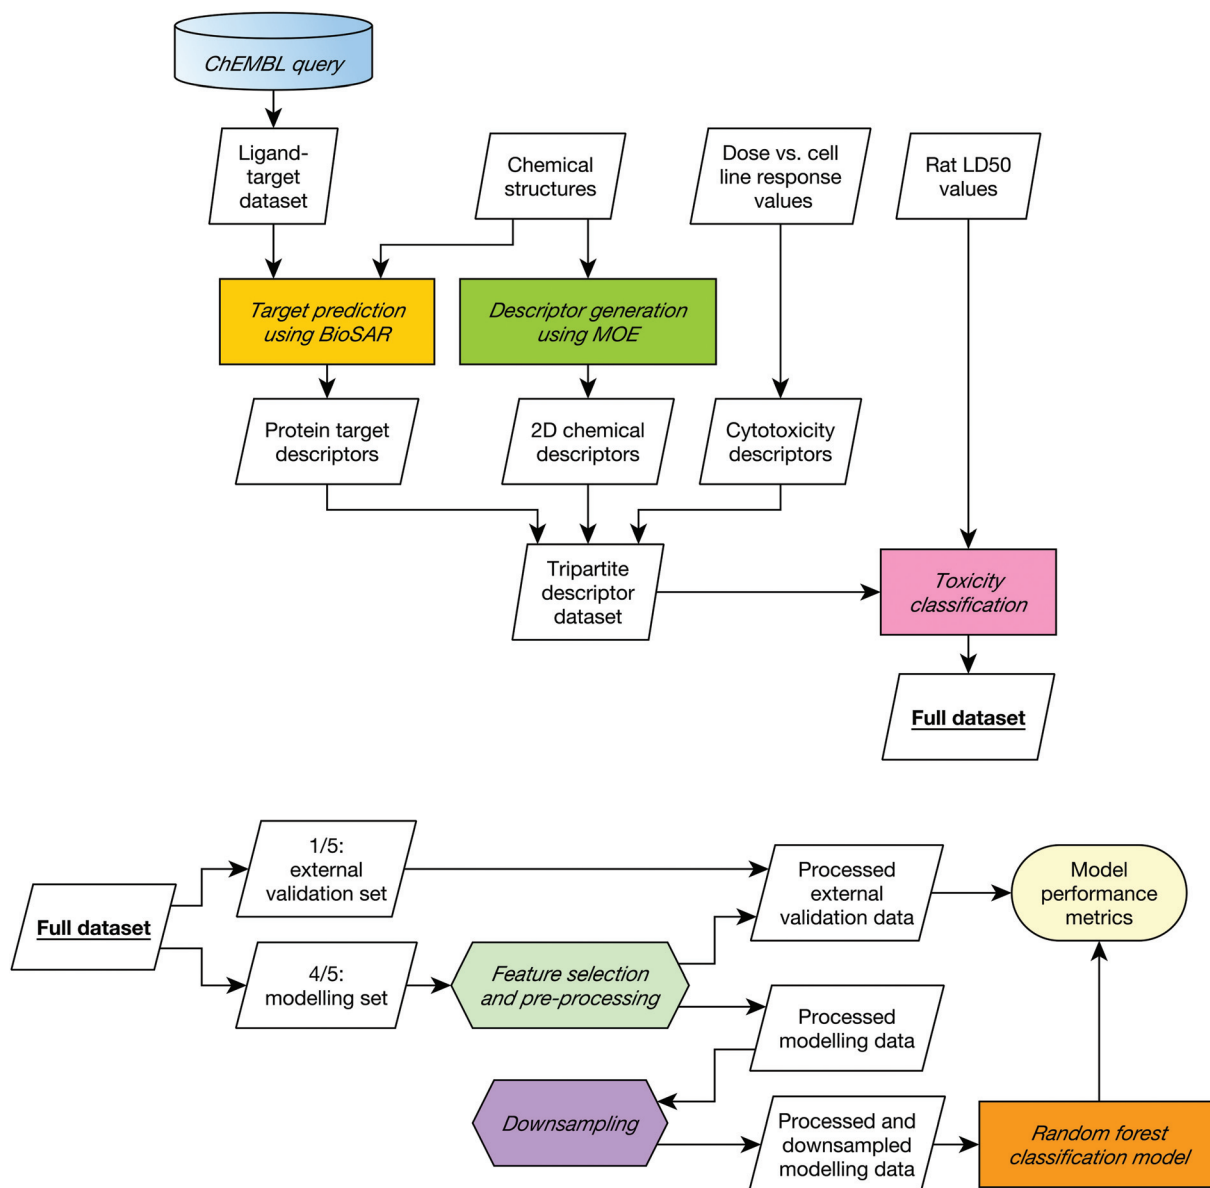 ChEMBL query
Ligand-
target
dataset
Chemical
structures
Dose vs. cell
line response
values
Rat LD50
values
Target prediction
using BioSAR
Descriptor generation
using MOE
Protein target
descriptors
2D chemical
descriptors
Cytotoxicity
descriptors
Tripartite
descriptor
dataset
Toxicity
classification
Full dataset
1/5:
external
validation set
Processed
external
validation data
Model
performance
metrics
Full dataset
4/5:
modelling set
Feature selection
and pre-processing
Processed
modelling data
Downsampling
Processed and
downsampled
modelling data
Random forest
classification model